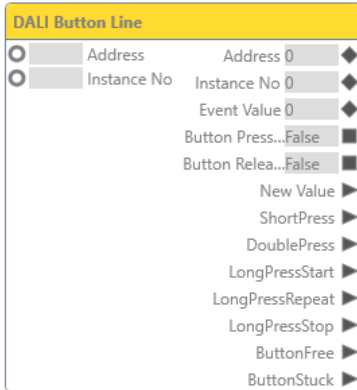 DALI Button Line
Address Address 0
Instance No Instance No 0
Event Value 0
Button Press...False
Button Relea...False
New Value
ShortPress
DoublePress
LongPressStart
LongPressRepeat
LongPressStop
ButtonFree
ButtonStuck